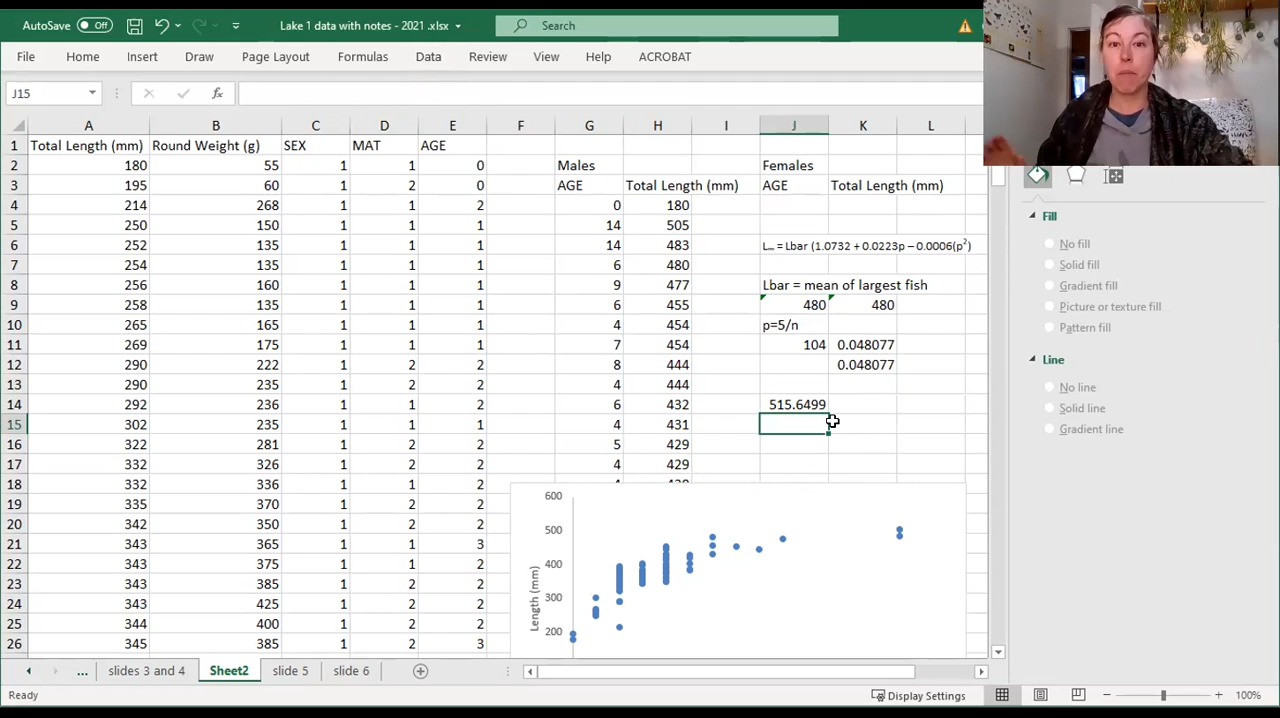 AutoSave Off Lake 1 data with notes - 2021 .xlsx Search
File Home Insert Draw Page Layout Formulas Data Review View Help ACROBAT
J15 fx
A B C D E F G H I J K L
1 Total Length (mm) Round Weight (g) SEX MAT AGE
2 180 55 1 1 0 Males Females
3 195 60 1 2 0 AGE Total Length (mm) AGE Total Length (mm)
4 214 268 1 1 2 0 180
5 250 150 1 1 1 14 505
6 252 135 1 1 1 14 483 L∞ = Lbar (1.0732 + 0.0223p – 0.0006(p²)
7 254 135 1 1 1 6 480
8 256 160 1 1 1 9 477 Lbar = mean of largest fish
9 258 135 1 1 1 6 455 480 480
10 265 165 1 1 1 4 454 p=5/n
11 269 175 1 1 1 7 454 104 0.048077
12 290 222 1 2 2 8 444 0.048077
13 290 235 1 2 2 4 444
14 292 236 1 1 2 6 432 515.6499
15 302 235 1 1 1 4 431
16 322 281 1 2 2 5 429
17 332 326 1 2 2 4 429
18 332 336 1 1 2
19 335 370 1 2 2
20 342 350 1 2 2
21 343 365 1 1 3
22 343 375 1 1 2
23 343 385 1 2 2
24 343 425 1 2 2
25 344 400 1 2 2
26 345 385 1 2 3
600
500
400
300
200
Length (mm)
Fill
No fill
Solid fill
Gradient fill
Picture or texture fill
Pattern fill
Line
No line
Solid line
Gradient line
... slides 3 and 4 Sheet2 slide 5 slide 6
Ready Display Settings 100%